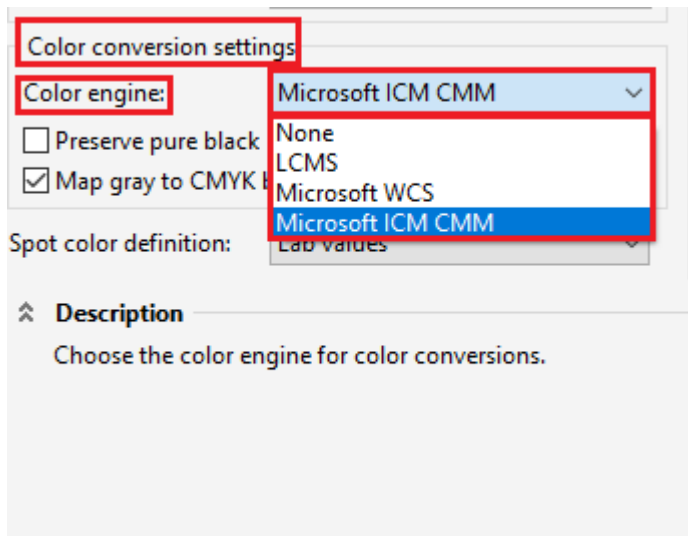 Color conversion settings
Color engine: Microsoft ICM CMM
Preserve pure black None
LCMS
Map gray to CMYK Microsoft WCS
Microsoft ICM CMM
Spot color definition: Lab values
Description
Choose the color engine for color conversions.